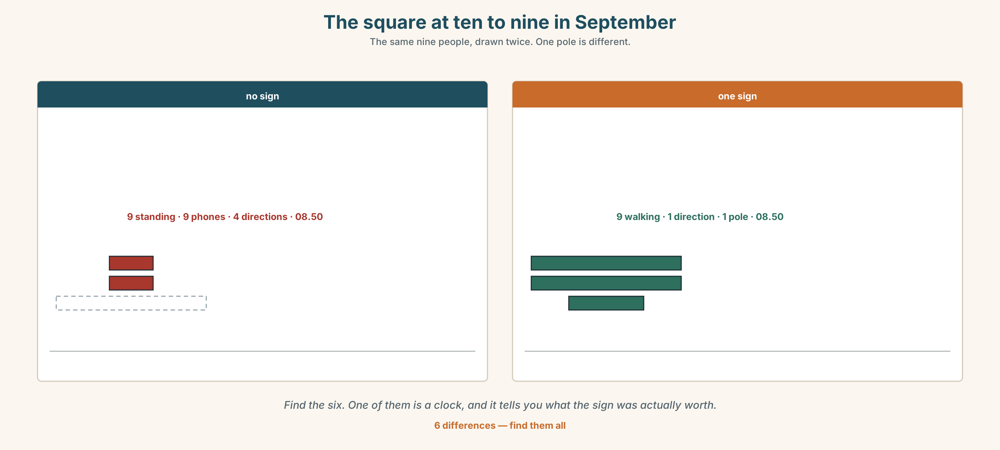 The square at ten to nine in September
The same nine people, drawn twice. One pole is different.
no sign
one sign
9 standing · 9 phones · 4 directions · 08.50
9 walking · 1 direction · 1 pole · 08.50
Find the six. One of them is a clock, and it tells you what the sign was actually worth.
6 differences — find them all